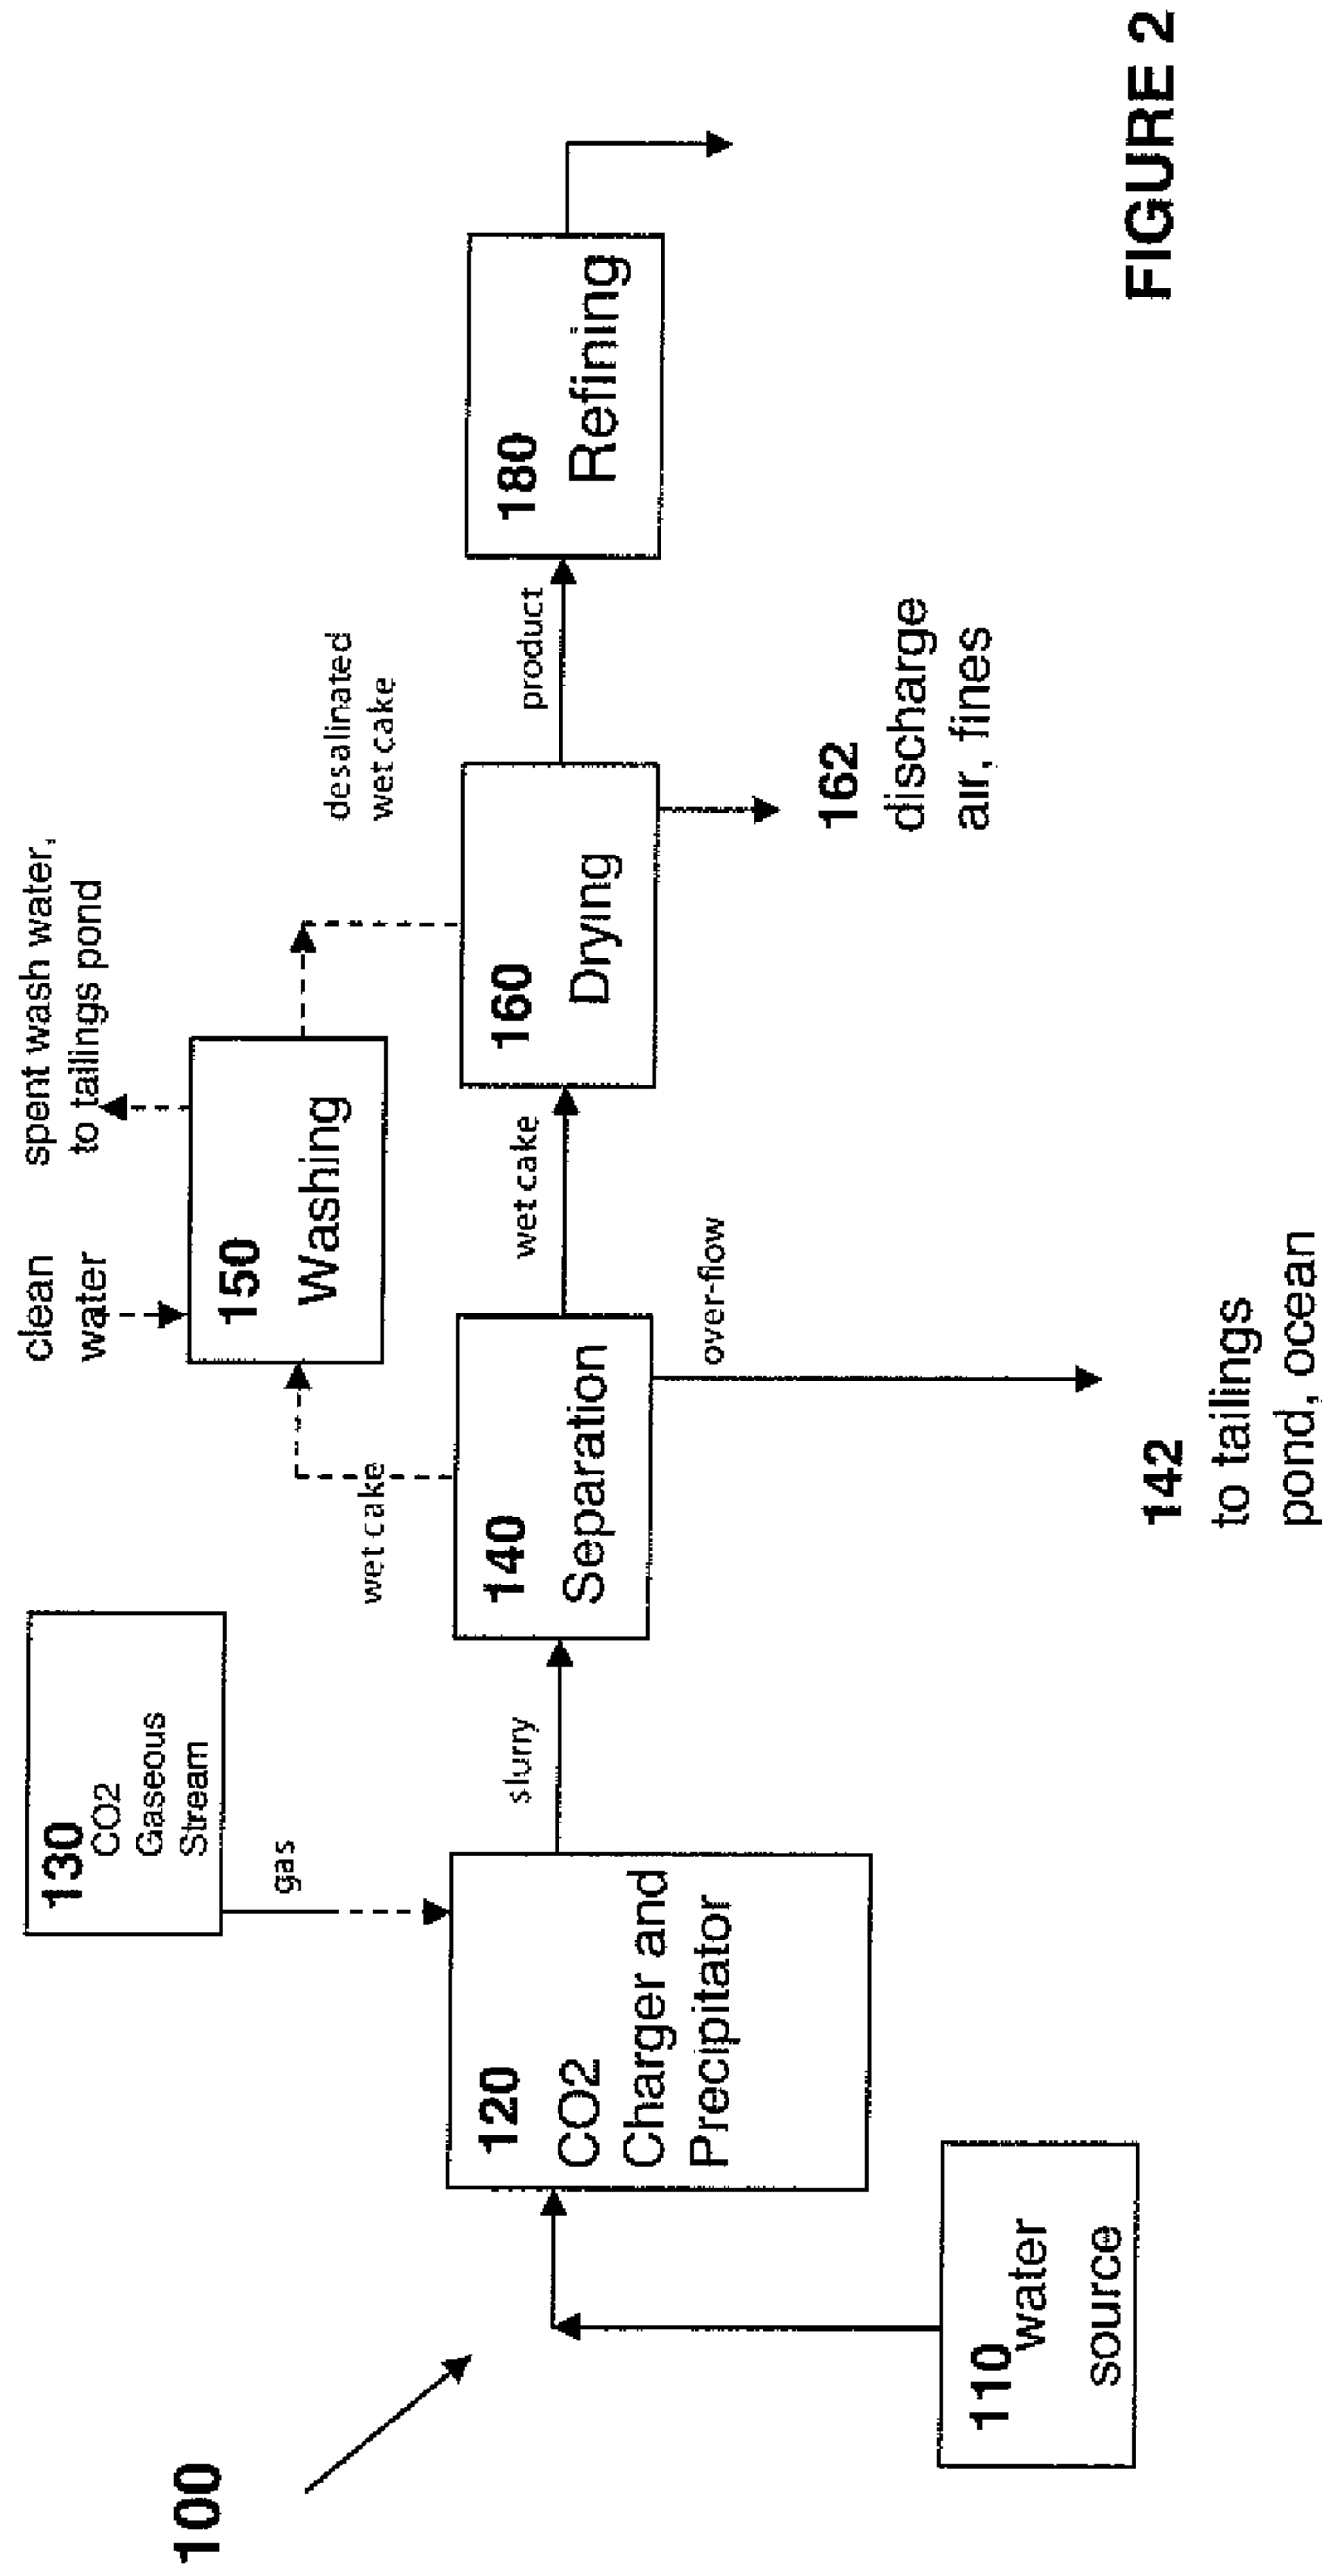 100
110
water
source
120
CO2
Charger and
Precipitator
130
CO2
Gaseous
Stream
gas
slurry
140
Separation
wet cake
wet cake
over-flow
142
to tailings
pond, ocean
clean
water
150
Washing
spent wash water,
to tailings pond
desalinated
wet cake
160
Drying
162
discharge
air, fines
product
180
Refining
FIGURE 2